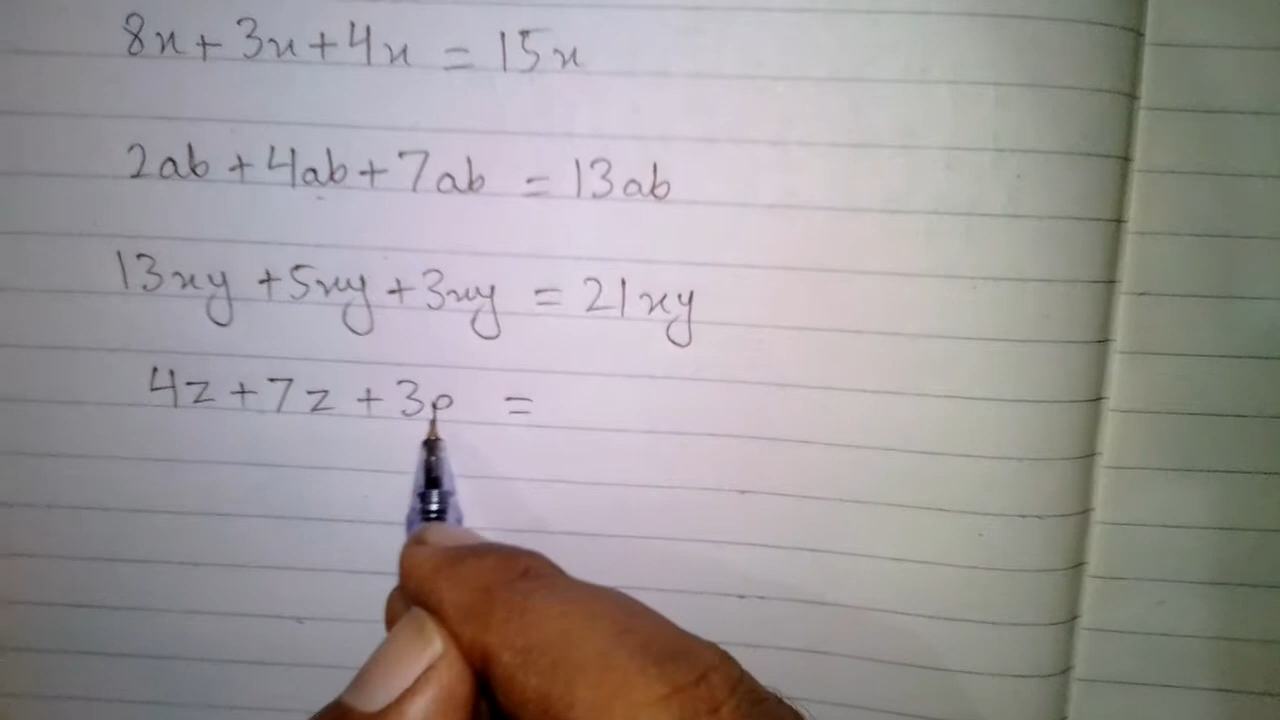 8x + 3x + 4x = 15x
2ab + 4ab + 7ab = 13ab
13xy + 5xy + 3xy = 21xy
4z + 7z + 3p =